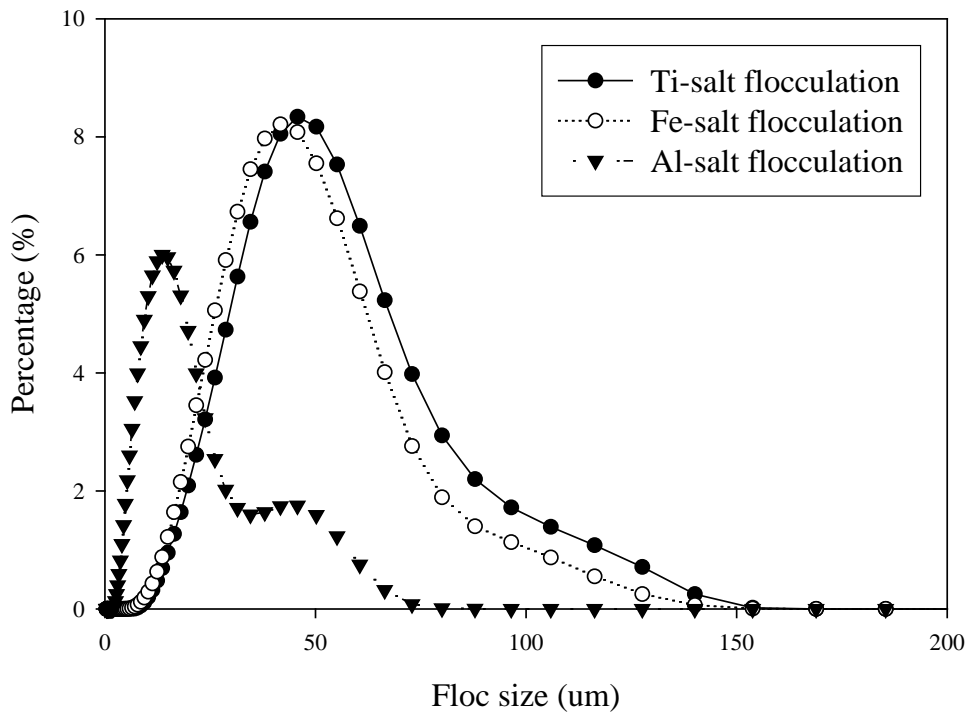 10
8
6
4
2
0
Percentage (%)
Ti-salt flocculation
Fe-salt flocculation
Al-salt flocculation
0
50
100
150
200
Floc size (um)